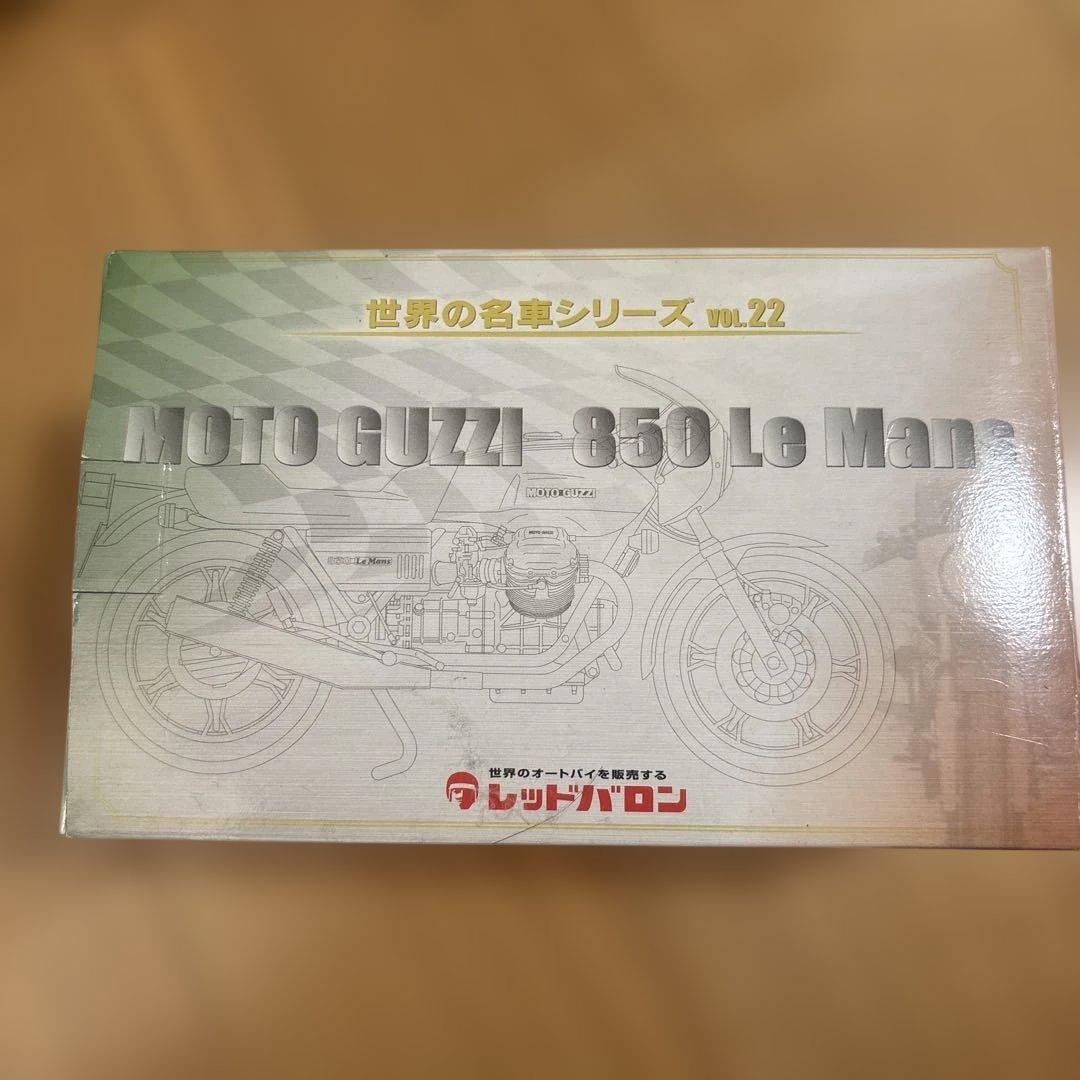 世界の名車シリーズ VOL.22
MOTO GUZZI 850 Le Mans
MOTO GUZZI
MOTO GUZZI
850 Le Mans
世界のオートバイを販売する
レッドバロン